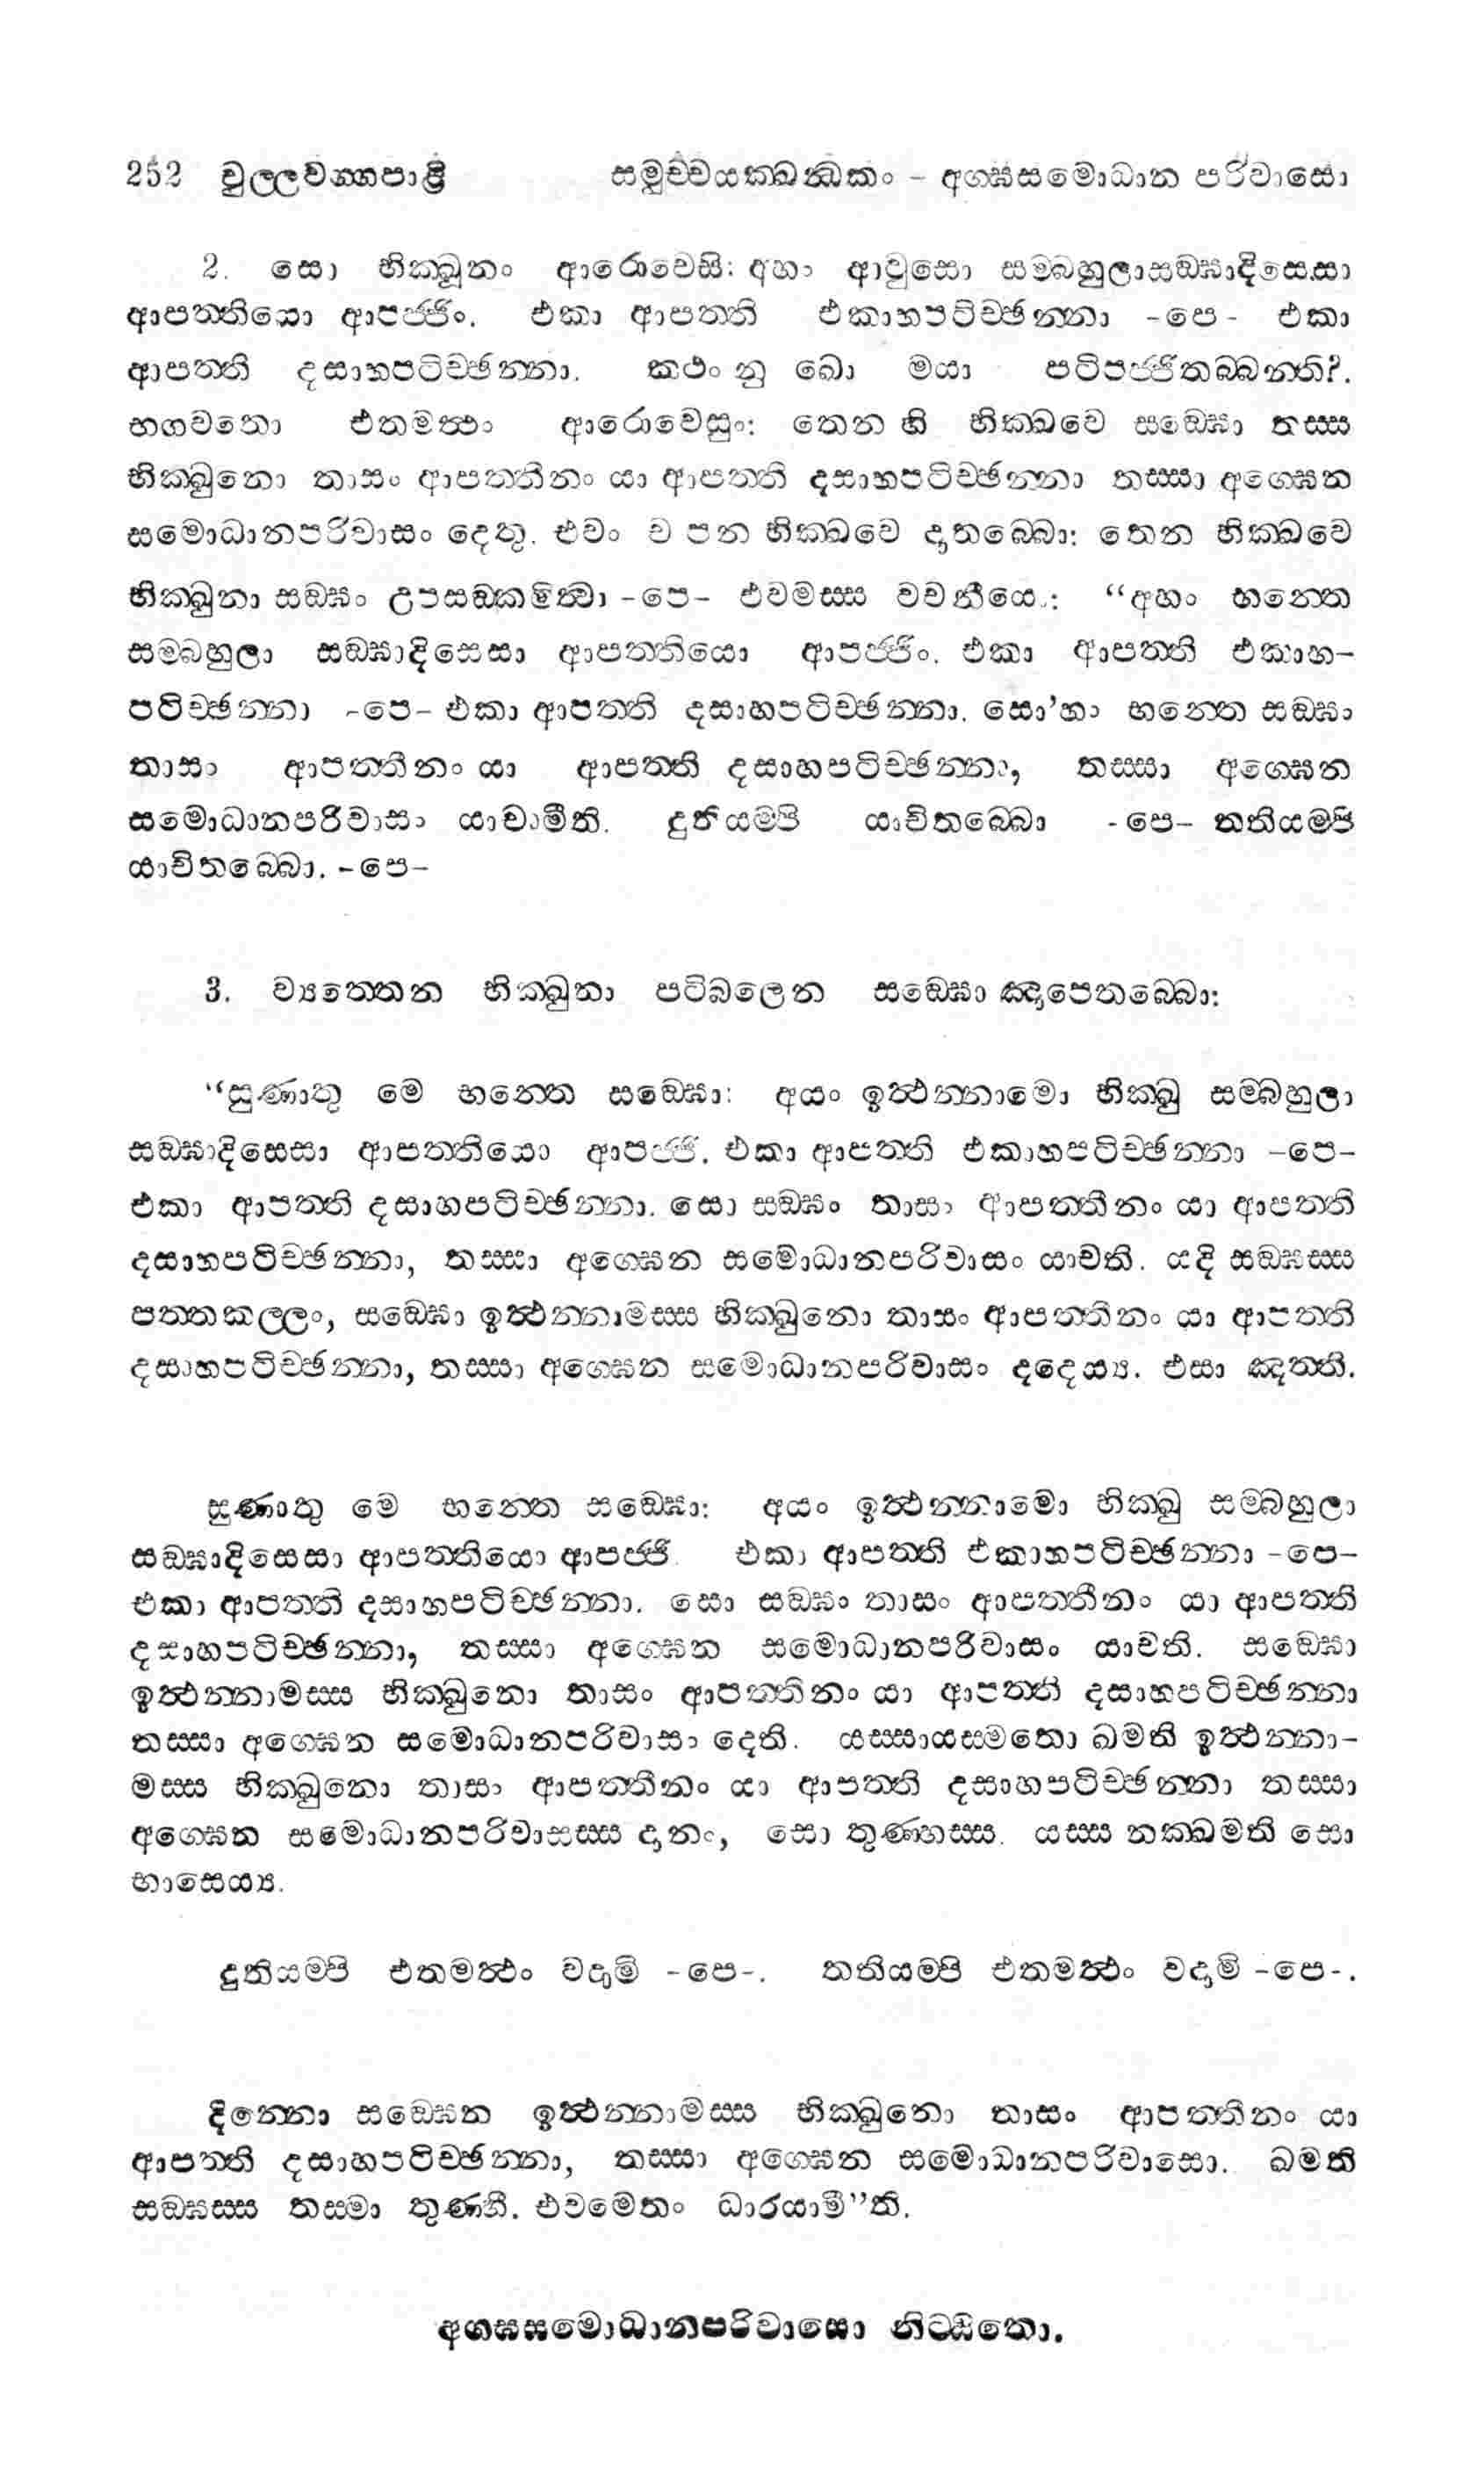 252 චුල්ලවග්ගපාළි සමුච්චයක්ඛන්ධකං - අග්ඝසමොධාන පරිවාසො
2. සො භික්ඛූනං ආරොචෙසි: අහං ආවුසො සම්බහුලාසඞ්ඝාදිසෙසා
ආපත්තියො ආපජ්ජිං. එකා ආපත්ති එකාහපටිච්ඡන්නා -පෙ- එකා
ආපත්ති දසාහපටිච්ඡන්නා. කථං නු ඛො මයා පටිපජ්ජිතබ්බන්ති?.
භගවතො එතමත්ථං ආරොචෙසුං: තෙන හි භික්ඛවෙ සඞ්ඝො තස්ස
භික්ඛුනො තාසං ආපත්තීනං යා ආපත්ති දසාහපටිච්ඡන්නා තස්සා අග්ඝෙන
සමොධානපරිවාසං දෙතු. එවං ච පන භික්ඛවෙ දාතබ්බො: තෙන භික්ඛවෙ
භික්ඛුනා සඞ්ඝං උපසඞ්කමිත්වා -පෙ- එවමස්ස වචනීයො: “අහං භන්තෙ
සම්බහුලා සඞ්ඝාදිසෙසා ආපත්තියො ආපජ්ජිං. එකා ආපත්ති එකාහ-
පටිච්ඡන්නා -පෙ- එකා ආපත්ති දසාහපටිච්ඡන්නා. සො’හං භන්තෙ සඞ්ඝං
තාසං ආපත්තීනං යා ආපත්ති දසාහපටිච්ඡන්නා, තස්සා අග්ඝෙන
සමොධානපරිවාසං යාචාමීති. දුතියම්පි යාචිතබ්බො -පෙ- තතියම්පි
යාචිතබ්බො. -පෙ-
3. ව්‍යත්තෙන භික්ඛුනා පටිබලෙන සඞ්ඝො ඤාපෙතබ්බො:
“සුණාතු මෙ භන්තෙ සඞ්ඝො: අයං ඉත්ථන්නාමො භික්ඛු සම්බහුලා
සඞ්ඝාදිසෙසා ආපත්තියො ආපජ්ජි. එකා ආපත්ති එකාහපටිච්ඡන්නා -පෙ-
එකා ආපත්ති දසාහපටිච්ඡන්නා. සො සඞ්ඝං තාසං ආපත්තීනං යා ආපත්ති
දසාහපටිච්ඡන්නා, තස්සා අග්ඝෙන සමොධානපරිවාසං යාචති. යදි සඞ්ඝස්ස
පත්තකල්ලං, සඞ්ඝො ඉත්ථන්නාමස්ස භික්ඛුනො තාසං ආපත්තීනං යා ආපත්ති
දසාහපටිච්ඡන්නා, තස්සා අග්ඝෙන සමොධානපරිවාසං දදෙය්‍ය. එසා ඤත්ති.
සුණාතු මෙ භන්තෙ සඞ්ඝො: අයං ඉත්ථන්නාමො භික්ඛු සම්බහුලා
සඞ්ඝාදිසෙසා ආපත්තියො ආපජ්ජි. එකා ආපත්ති එකාහපටිච්ඡන්නා -පෙ-
එකා ආපත්ති දසාහපටිච්ඡන්නා. සො සඞ්ඝං තාසං ආපත්තීනං යා ආපත්ති
දසාහපටිච්ඡන්නා, තස්සා අග්ඝෙන සමොධානපරිවාසං යාචති. සඞ්ඝො
ඉත්ථන්නාමස්ස භික්ඛුනො තාසං ආපත්තිනං යා ආපත්ති දසාහපටිච්ඡන්නා
තස්සා අග්ඝෙන සමොධානපරිවාසං දෙති. යස්සායස්මතො ඛමති ඉත්ථන්නා-
මස්ස භික්ඛුනො තාසං ආපත්තීනං යා ආපත්ති දසාහපටිච්ඡන්නා තස්සා
අග්ඝෙන සමොධානපරිවාසස්ස දානං, සො තුණ්හස්ස. යස්ස නක්ඛමති සො
භාසෙය්‍ය.
දුතියම්පි එතමත්ථං වදාමි -පෙ-. තතියම්පි එතමත්ථං වදාමි -පෙ-.
දින්නො සඞ්ඝෙන ඉත්ථන්නාමස්ස භික්ඛුනො තාසං ආපත්තීනං යා
ආපත්ති දසාහපටිච්ඡන්නා, තස්සා අග්ඝෙන සමොධානපරිවාසො. ඛමති
සඞ්ඝස්ස තස්මා තුණ්හී. එවමෙතං ධාරයාමී”ති.
අග්ඝසමොධානපරිවාසො නිට්ඨිතො.